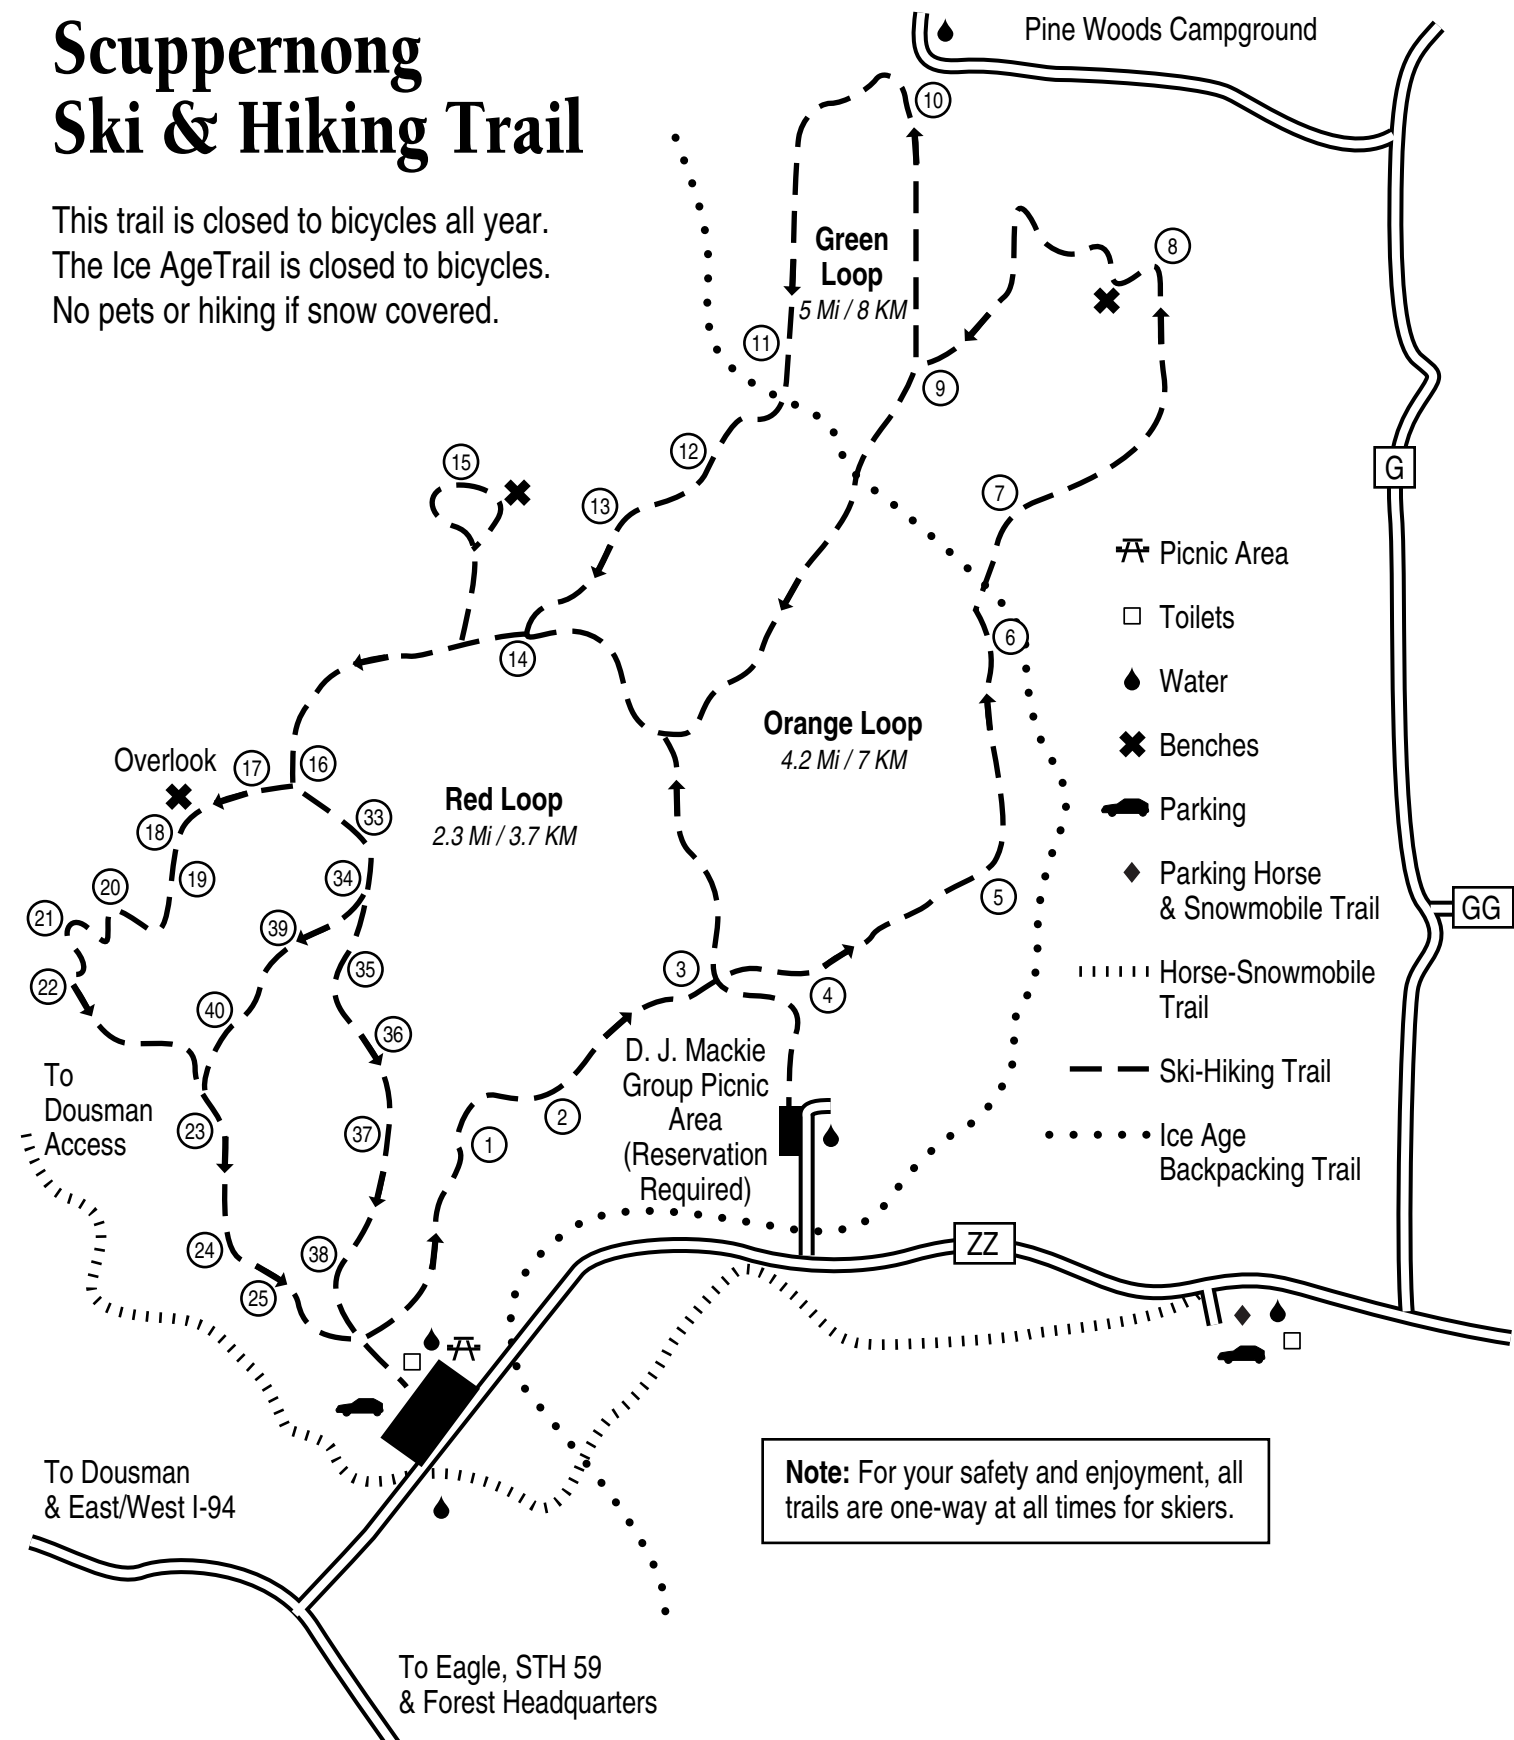 Scuppernong
Ski & Hiking Trail
This trail is closed to bicycles all year.
The Ice AgeTrail is closed to bicycles.
No pets or hiking if snow covered.
Pine Woods Campground
10
Green
Loop
5 Mi / 8 KM
8
11
9
12
15
7
13
G
Picnic Area
Toilets
6
14
Water
Orange Loop
4.2 Mi / 7 KM
Benches
Overlook
17
16
Red Loop
2.3 Mi / 3.7 KM
33
Parking
18
19
34
20
Parking Horse
& Snowmobile Trail
5
GG
21
39
35
3
4
22
Horse-Snowmobile
Trail
40
36
D. J. Mackie
Group Picnic
Area
(Reservation
Required)
To
Dousman
Access
Ski-Hiking Trail
2
23
37
1
Ice Age
Backpacking Trail
24
38
ZZ
25
To Dousman
& East/West I-94
Note: For your safety and enjoyment, all
trails are one-way at all times for skiers.
To Eagle, STH 59
& Forest Headquarters